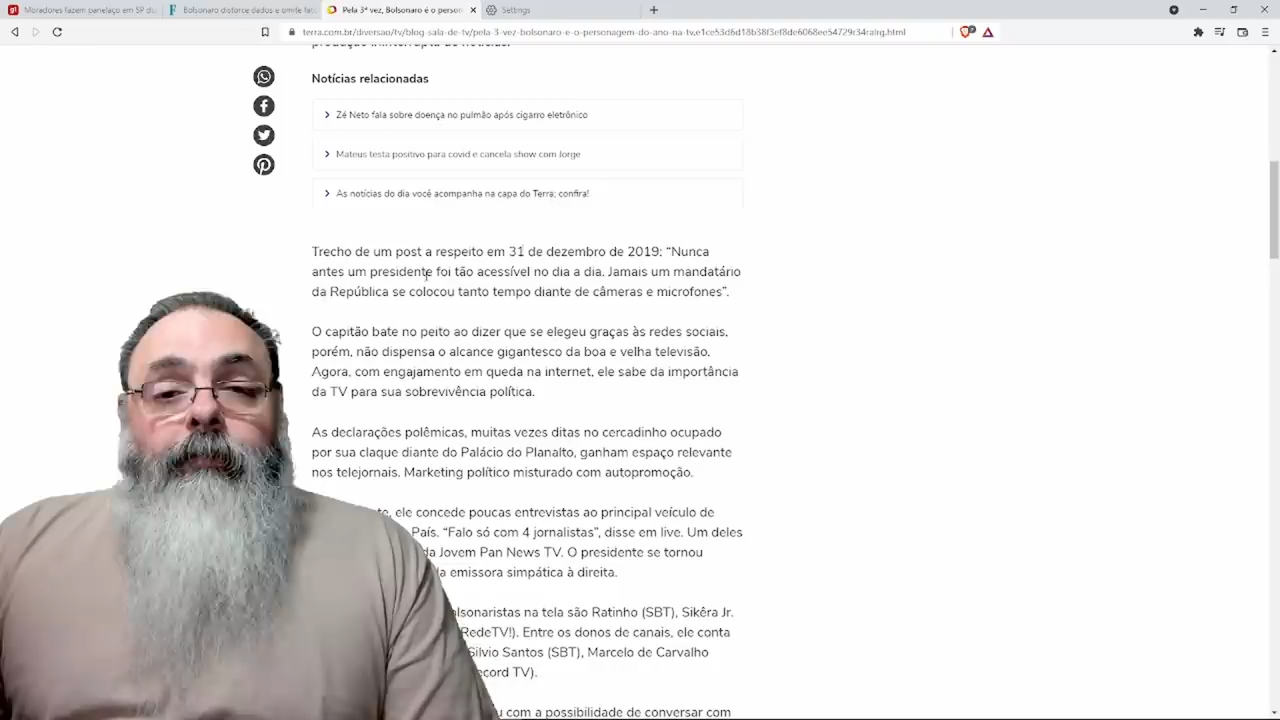 Moradores fazem panelaço em SP du
Bolsonaro distorce dados e omite fat
Pela 3ª vez, Bolsonaro é o person
Settings
terra.com.br/diversao/tv/blog-sala-de-tv/pela-3-vez-bolsonaro-e-o-personagem-do-ano-na-tv,e1ce53d6d18b38f3ef8de6068ee54729r34ralrg.html
produção ininterrupta de notícias.
Notícias relacionadas
Zé Neto fala sobre doença no pulmão após cigarro eletrônico
Mateus testa positivo para covid e cancela show com Jorge
As notícias do dia você acompanha na capa do Terra; confira!
Trecho de um post a respeito em 31 de dezembro de 2019: “Nunca
antes um presidente foi tão acessível no dia a dia. Jamais um mandatário
da República se colocou tanto tempo diante de câmeras e microfones”.
O capitão bate no peito ao dizer que se elegeu graças às redes sociais,
porém, não dispensa o alcance gigantesco da boa e velha televisão.
Agora, com engajamento em queda na internet, ele sabe da importância
da TV para sua sobrevivência política.
As declarações polêmicas, muitas vezes ditas no cercadinho ocupado
por sua claque diante do Palácio do Planalto, ganham espaço relevante
nos telejornais. Marketing político misturado com autopromoção.
te, ele concede poucas entrevistas ao principal veículo de
País. “Falo só com 4 jornalistas”, disse em live. Um deles
da Jovem Pan News TV. O presidente se tornou
a emissora simpática à direita.
olsonaristas na tela são Ratinho (SBT), Sikêra Jr.
RedeTV!). Entre os donos de canais, ele conta
Silvio Santos (SBT), Marcelo de Carvalho
ecord TV).
u com a possibilidade de conversar com